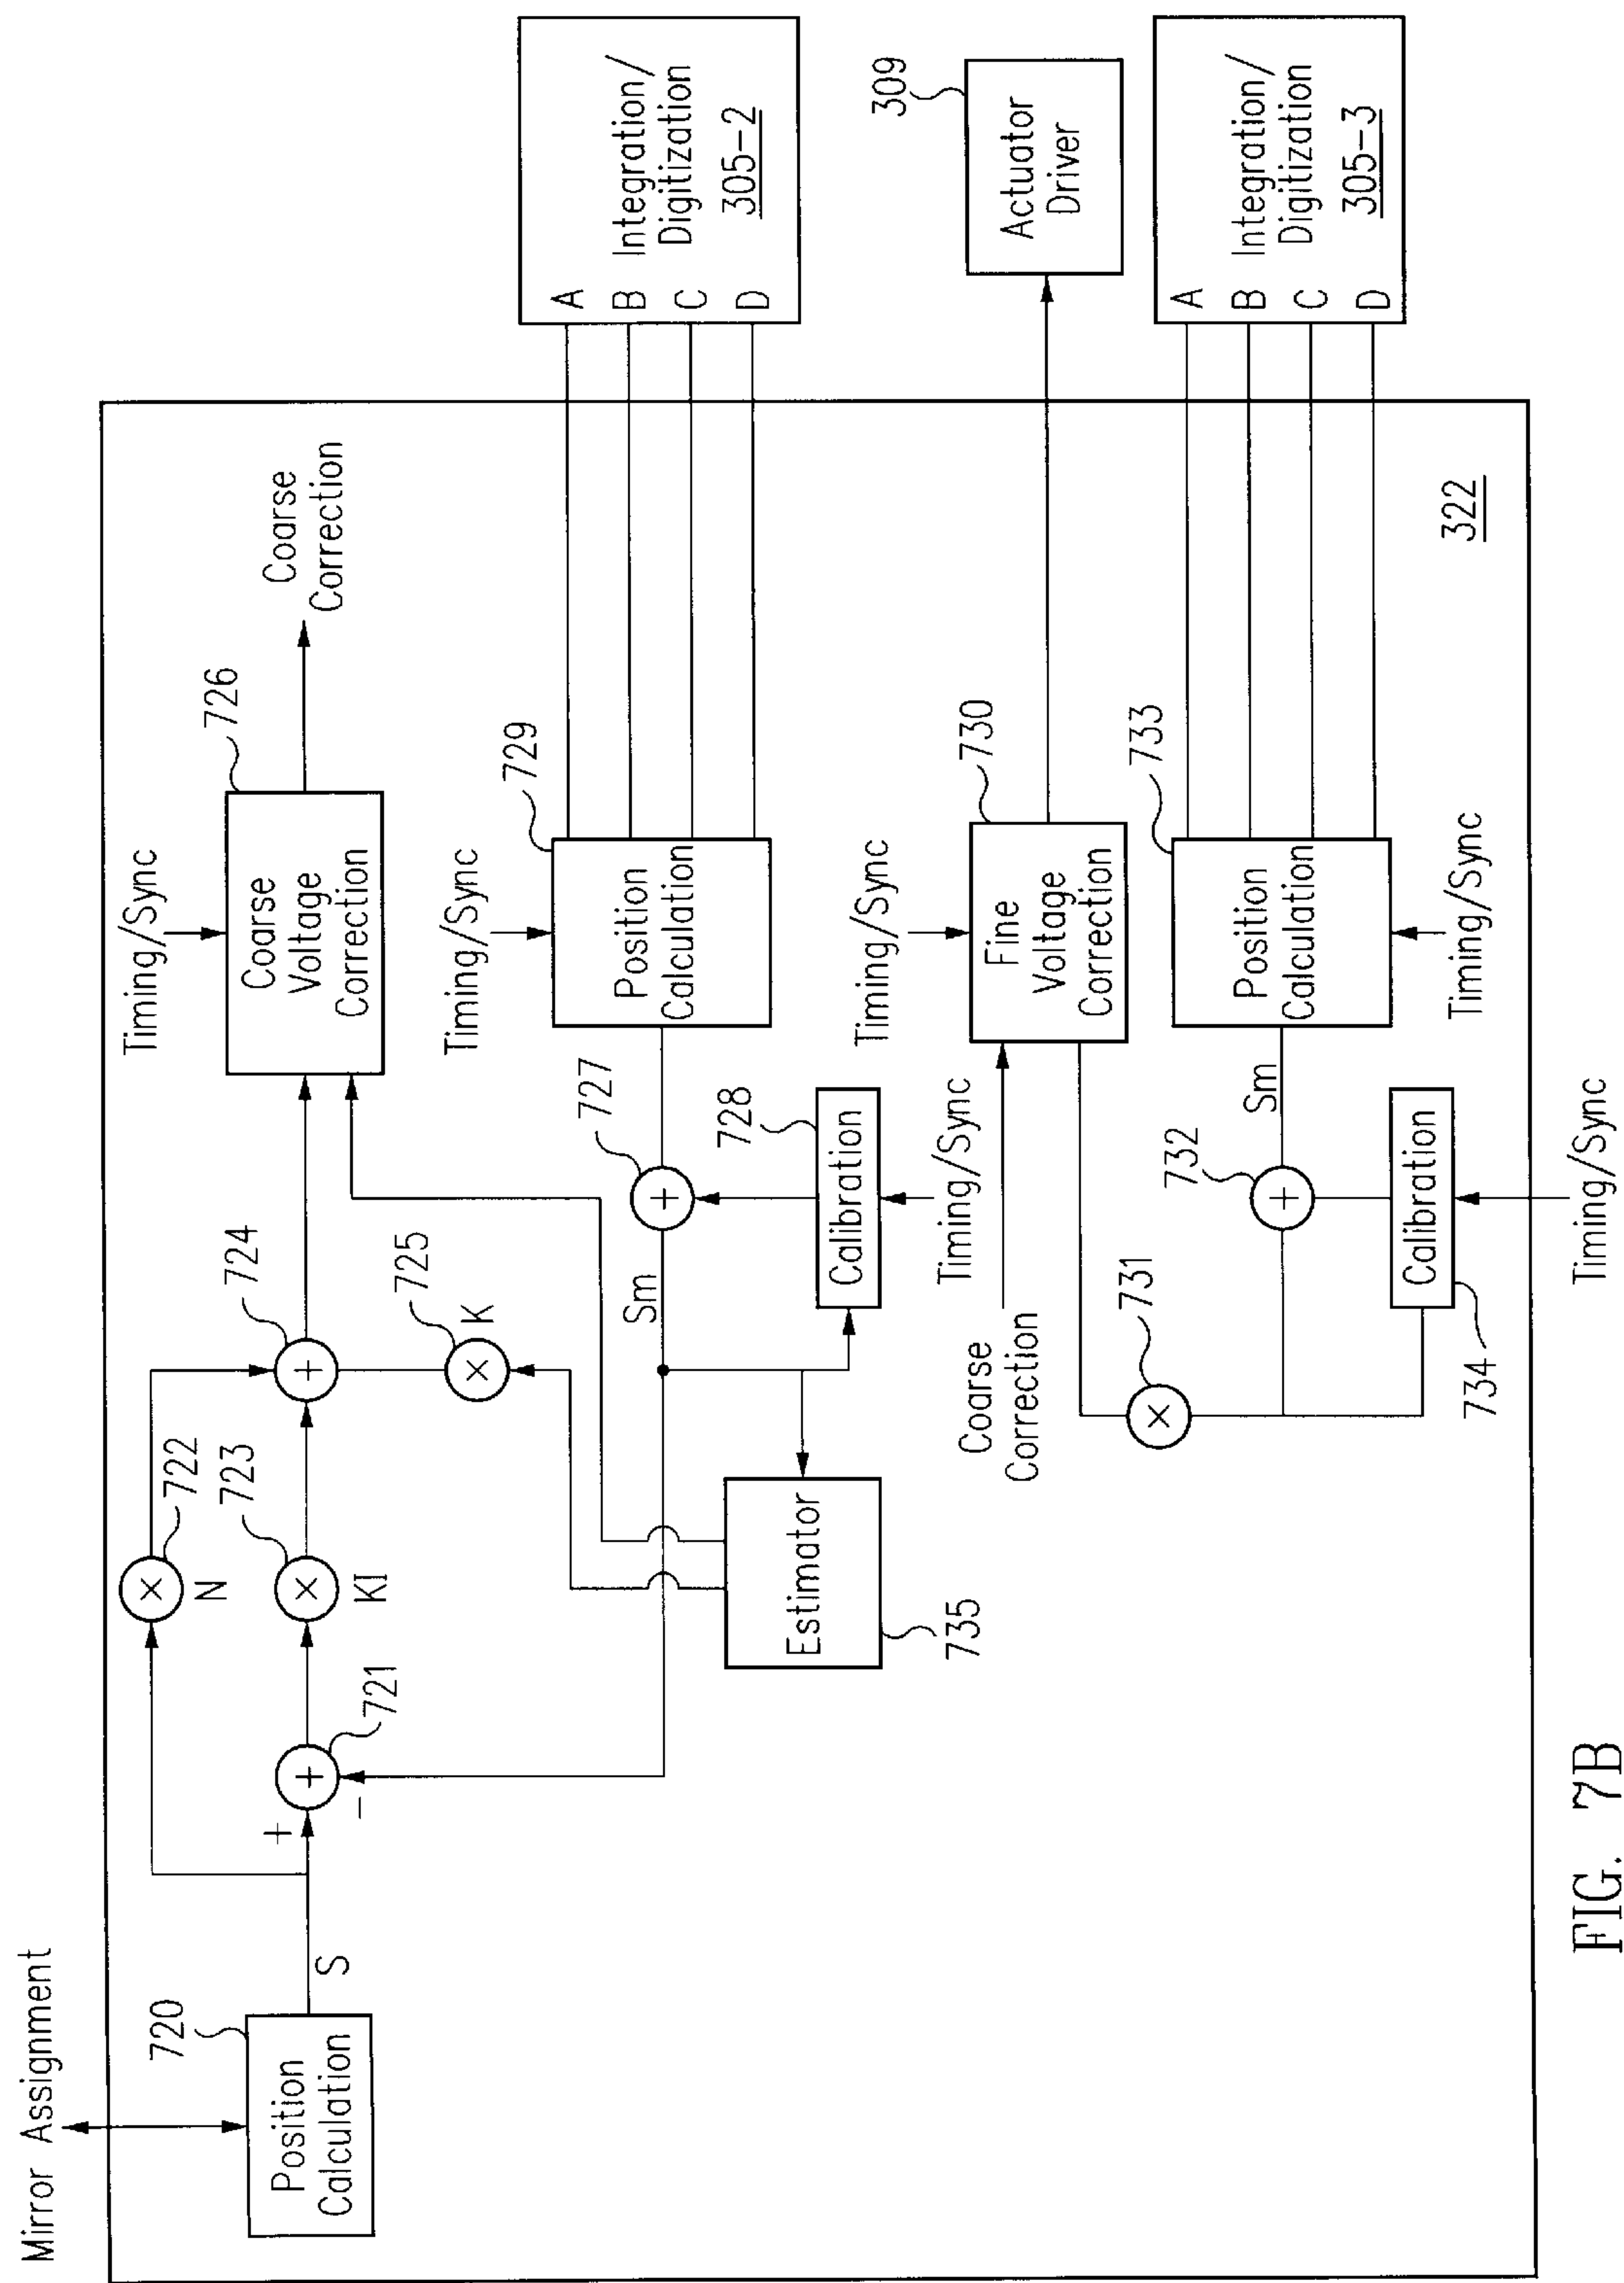 Mirror Assignment
720
Position
Calculation
S
+
-
+
721
×
722
N
×
723
KI
+
724
×
725
K
Timing/Sync
Coarse
Voltage
Correction
726
Coarse
Correction
Estimator
735
Sm
+
727
Calibration
728
Timing/Sync
Timing/Sync
Position
Calculation
729
A
B
C
D
Integration/
Digitization
305-2
Coarse
Correction
Timing/Sync
Fine
Voltage
Correction
730
Actuator
Driver
309
×
731
+
732
Sm
Calibration
734
Timing/Sync
Position
Calculation
733
Timing/Sync
A
B
C
D
Integration/
Digitization
305-3
322
FIG. 7B